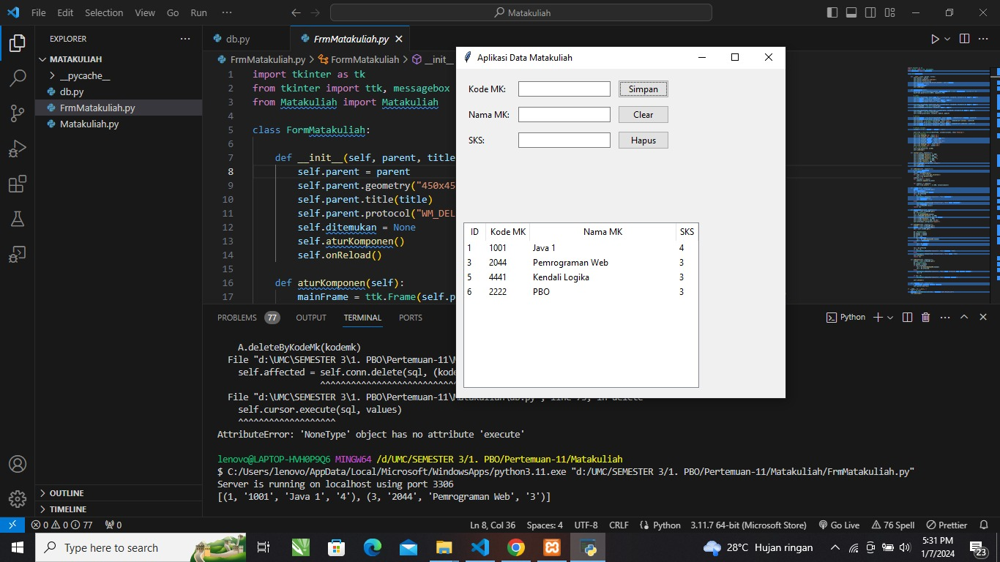 File Edit Selection View Go Run ···
Matakuliah
EXPLORER
MATAKULIAH
__pycache__
db.py
FrmMatakuliah.py
Matakuliah.py
OUTLINE
TIMELINE
db.py
FrmMatakuliah.py
FrmMatakuliah.py > FormMatakuliah > __init__
1 import tkinter as tk
2 from tkinter import ttk, messagebox
3 from Matakuliah import Matakuliah
4
5 class FormMatakuliah:
6
7 def __init__(self, parent, title
8 self.parent = parent
9 self.parent.geometry("450x45
10 self.parent.title(title)
11 self.parent.protocol("WM_DEL
12 self.ditemukan = None
13 self.aturKomponen()
14 self.onReload()
15
16 def aturKomponen(self):
17 mainFrame = ttk.Frame(self.p
Aplikasi Data Matakuliah
Kode MK: Simpan
Nama MK: Clear
SKS: Hapus
ID Kode MK Nama MK SKS
1 1001 Java 1 4
3 2044 Pemrograman Web 3
5 4441 Kendali Logika 3
6 2222 PBO 3
PROBLEMS 77 OUTPUT TERMINAL PORTS
Python
A.deleteByKodeMk(kodemk)
File "d:\UMC\SEMESTER 3\1. PBO\Pertemuan-11\M
self.affected = self.conn.delete(sql, (kode
^^^^^^^^^^^^^^^^^^^^^^^^^^
File "d:\UMC\SEMESTER 3\1. PBO\Pertemuan-11\Matakuliah\db.py", line 75, in delete
self.cursor.execute(sql, values)
^^^^^^^^^^^^^^^^^^^
AttributeError: 'NoneType' object has no attribute 'execute'
lenovo@LAPTOP-HVH0P9Q6 MINGW64 /d/UMC/SEMESTER 3/1. PBO/Pertemuan-11/Matakuliah
$ C:/Users/lenovo/AppData/Local/Microsoft/WindowsApps/python3.11.exe "d:/UMC/SEMESTER 3/1. PBO/Pertemuan-11/Matakuliah/FrmMatakuliah.py"
Server is running on localhost using port 3306
[(1, '1001', 'Java 1', '4'), (3, '2044', 'Pemrograman Web', '3')]
0 0 77 0
Ln 8, Col 36 Spaces: 4 UTF-8 CRLF Python 3.11.7 64-bit (Microsoft Store) Go Live 76 Spell Prettier
Type here to search
28°C Hujan ringan
5:31 PM
1/7/2024
23